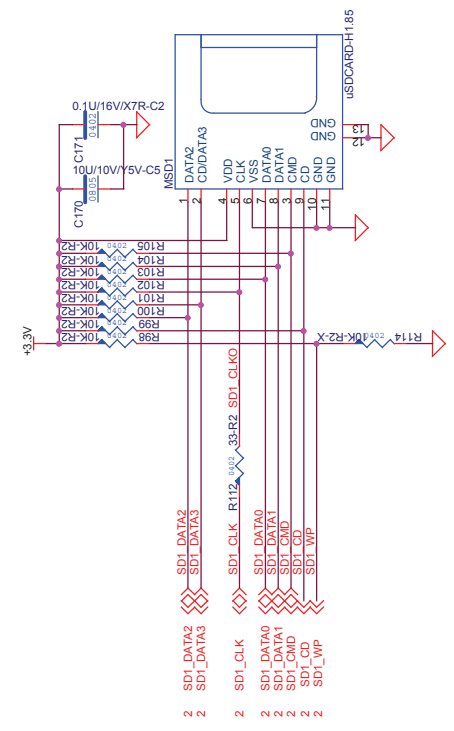 uSDCARD-H1.85
MSD1
DATA2
CD/DATA3
VDD
CLK
VSS
DATA0
DATA1
CMD
CD
GND
GND
GND
GND
1
2
4
5
6
7
8
3
9
10
11
13
12
0.1U/16V/X7R-C2
0402
C171
10U/10V/Y5V-C5
0805
C170
+3.3V
10K-R2 0402 R105
10K-R2 0402 R104
10K-R2 0402 R103
10K-R2 0402 R102
10K-R2 0402 R101
10K-R2 0402 R100
10K-R2 0402 R99
10K-R2 0402 R98
10K-R2-X 0402 R114
SD1_CLKO
33-R2
0402
R112
SD1_DATA2
SD1_DATA3
SD1_CLK
SD1_DATA0
SD1_DATA1
SD1_CMD
SD1_CD
SD1_WP
2 SD1_DATA2
2 SD1_DATA3
2 SD1_CLK
2 SD1_DATA0
2 SD1_DATA1
2 SD1_CMD
2 SD1_CD
2 SD1_WP